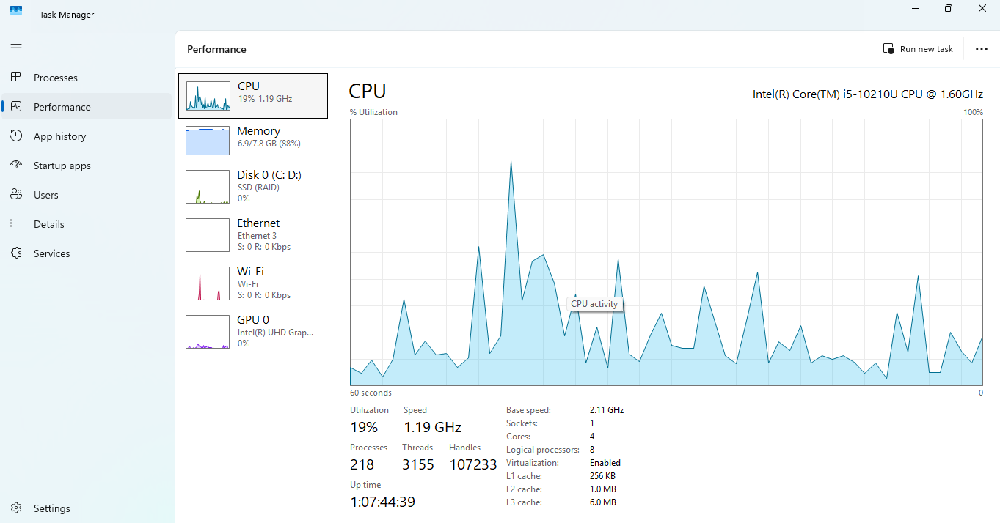 Task Manager
Performance
Run new task
Processes
Performance
App history
Startup apps
Users
Details
Services
Settings
CPU
19% 1.19 GHz
Memory
6.9/7.8 GB (88%)
Disk 0 (C: D:)
SSD (RAID)
0%
Ethernet
Ethernet 3
S: 0 R: 0 Kbps
Wi-Fi
Wi-Fi
S: 0 R: 0 Kbps
GPU 0
Intel(R) UHD Grap...
0%
CPU
Intel(R) Core(TM) i5-10210U CPU @ 1.60GHz
% Utilization 100%
CPU activity
60 seconds 0
Utilization Speed
19% 1.19 GHz
Processes Threads Handles
218 3155 107233
Up time
1:07:44:39
Base speed: 2.11 GHz
Sockets: 1
Cores: 4
Logical processors: 8
Virtualization: Enabled
L1 cache: 256 KB
L2 cache: 1.0 MB
L3 cache: 6.0 MB